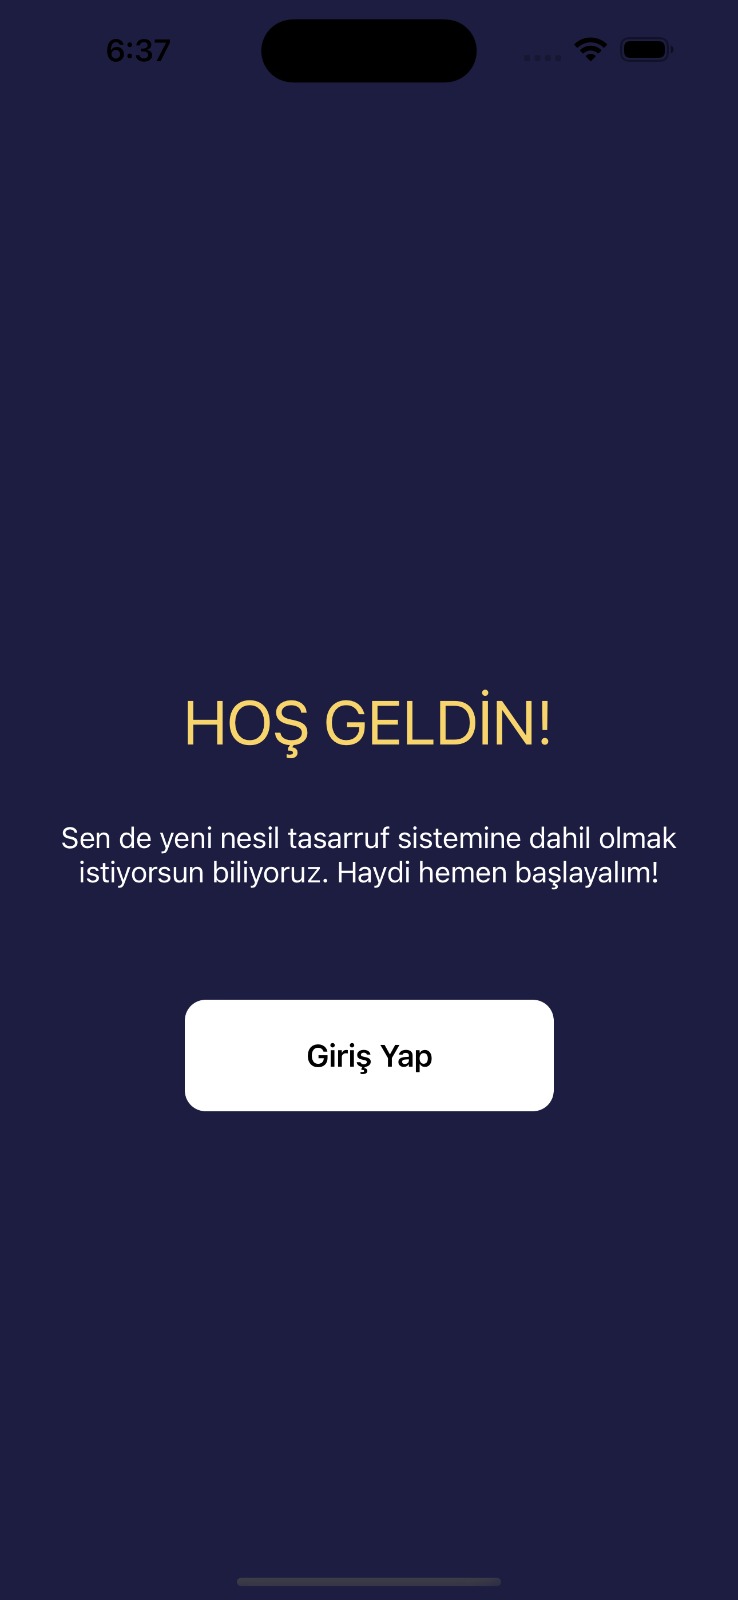 6:37
HOŞ GELDİN!
Sen de yeni nesil tasarruf sistemine dahil olmak
istiyorsun biliyoruz. Haydi hemen başlayalım!
Giriş Yap